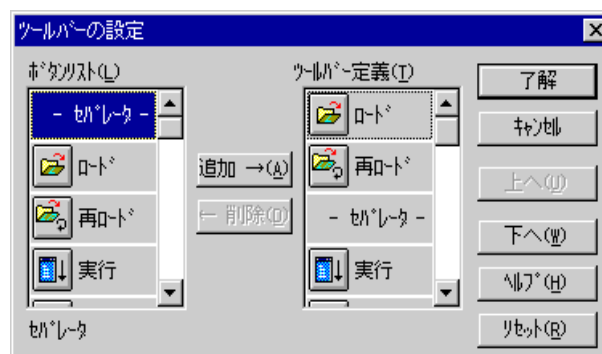 ツールバーの設定
ﾎﾞﾀﾝﾘｽﾄ(L)
ﾂｰﾙﾊﾞｰ定義(T)
- ｾﾊﾟﾚｰﾀ -
ﾛｰﾄﾞ
再ﾛｰﾄﾞ
実行
追加 →(A)
← 削除(D)
ﾛｰﾄﾞ
再ﾛｰﾄﾞ
- ｾﾊﾟﾚｰﾀ -
実行
了解
ｷｬﾝｾﾙ
上へ(U)
下へ(W)
ﾍﾙﾌﾟ(H)
ﾘｾｯﾄ(R)
ｾﾊﾟﾚｰﾀ